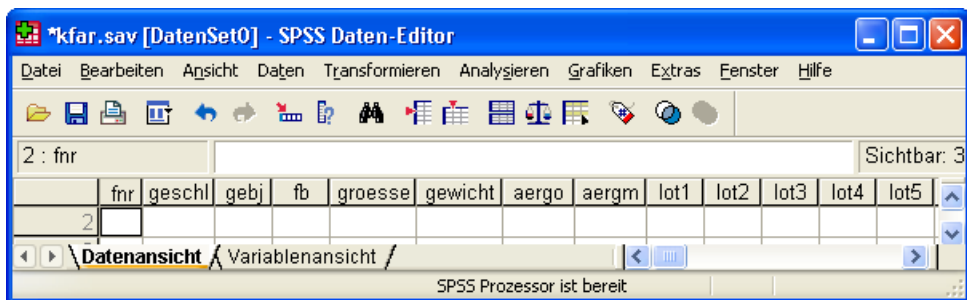 *kfar.sav [DatenSet0] - SPSS Daten-Editor
Datei Bearbeiten Ansicht Daten Transformieren Analysieren Grafiken Extras Fenster Hilfe
2 : fnr Sichtbar: 3
fnr geschl gebj fb groesse gewicht aergo aergm lot1 lot2 lot3 lot4 lot5
2
Datenansicht Variablenansicht
SPSS Prozessor ist bereit